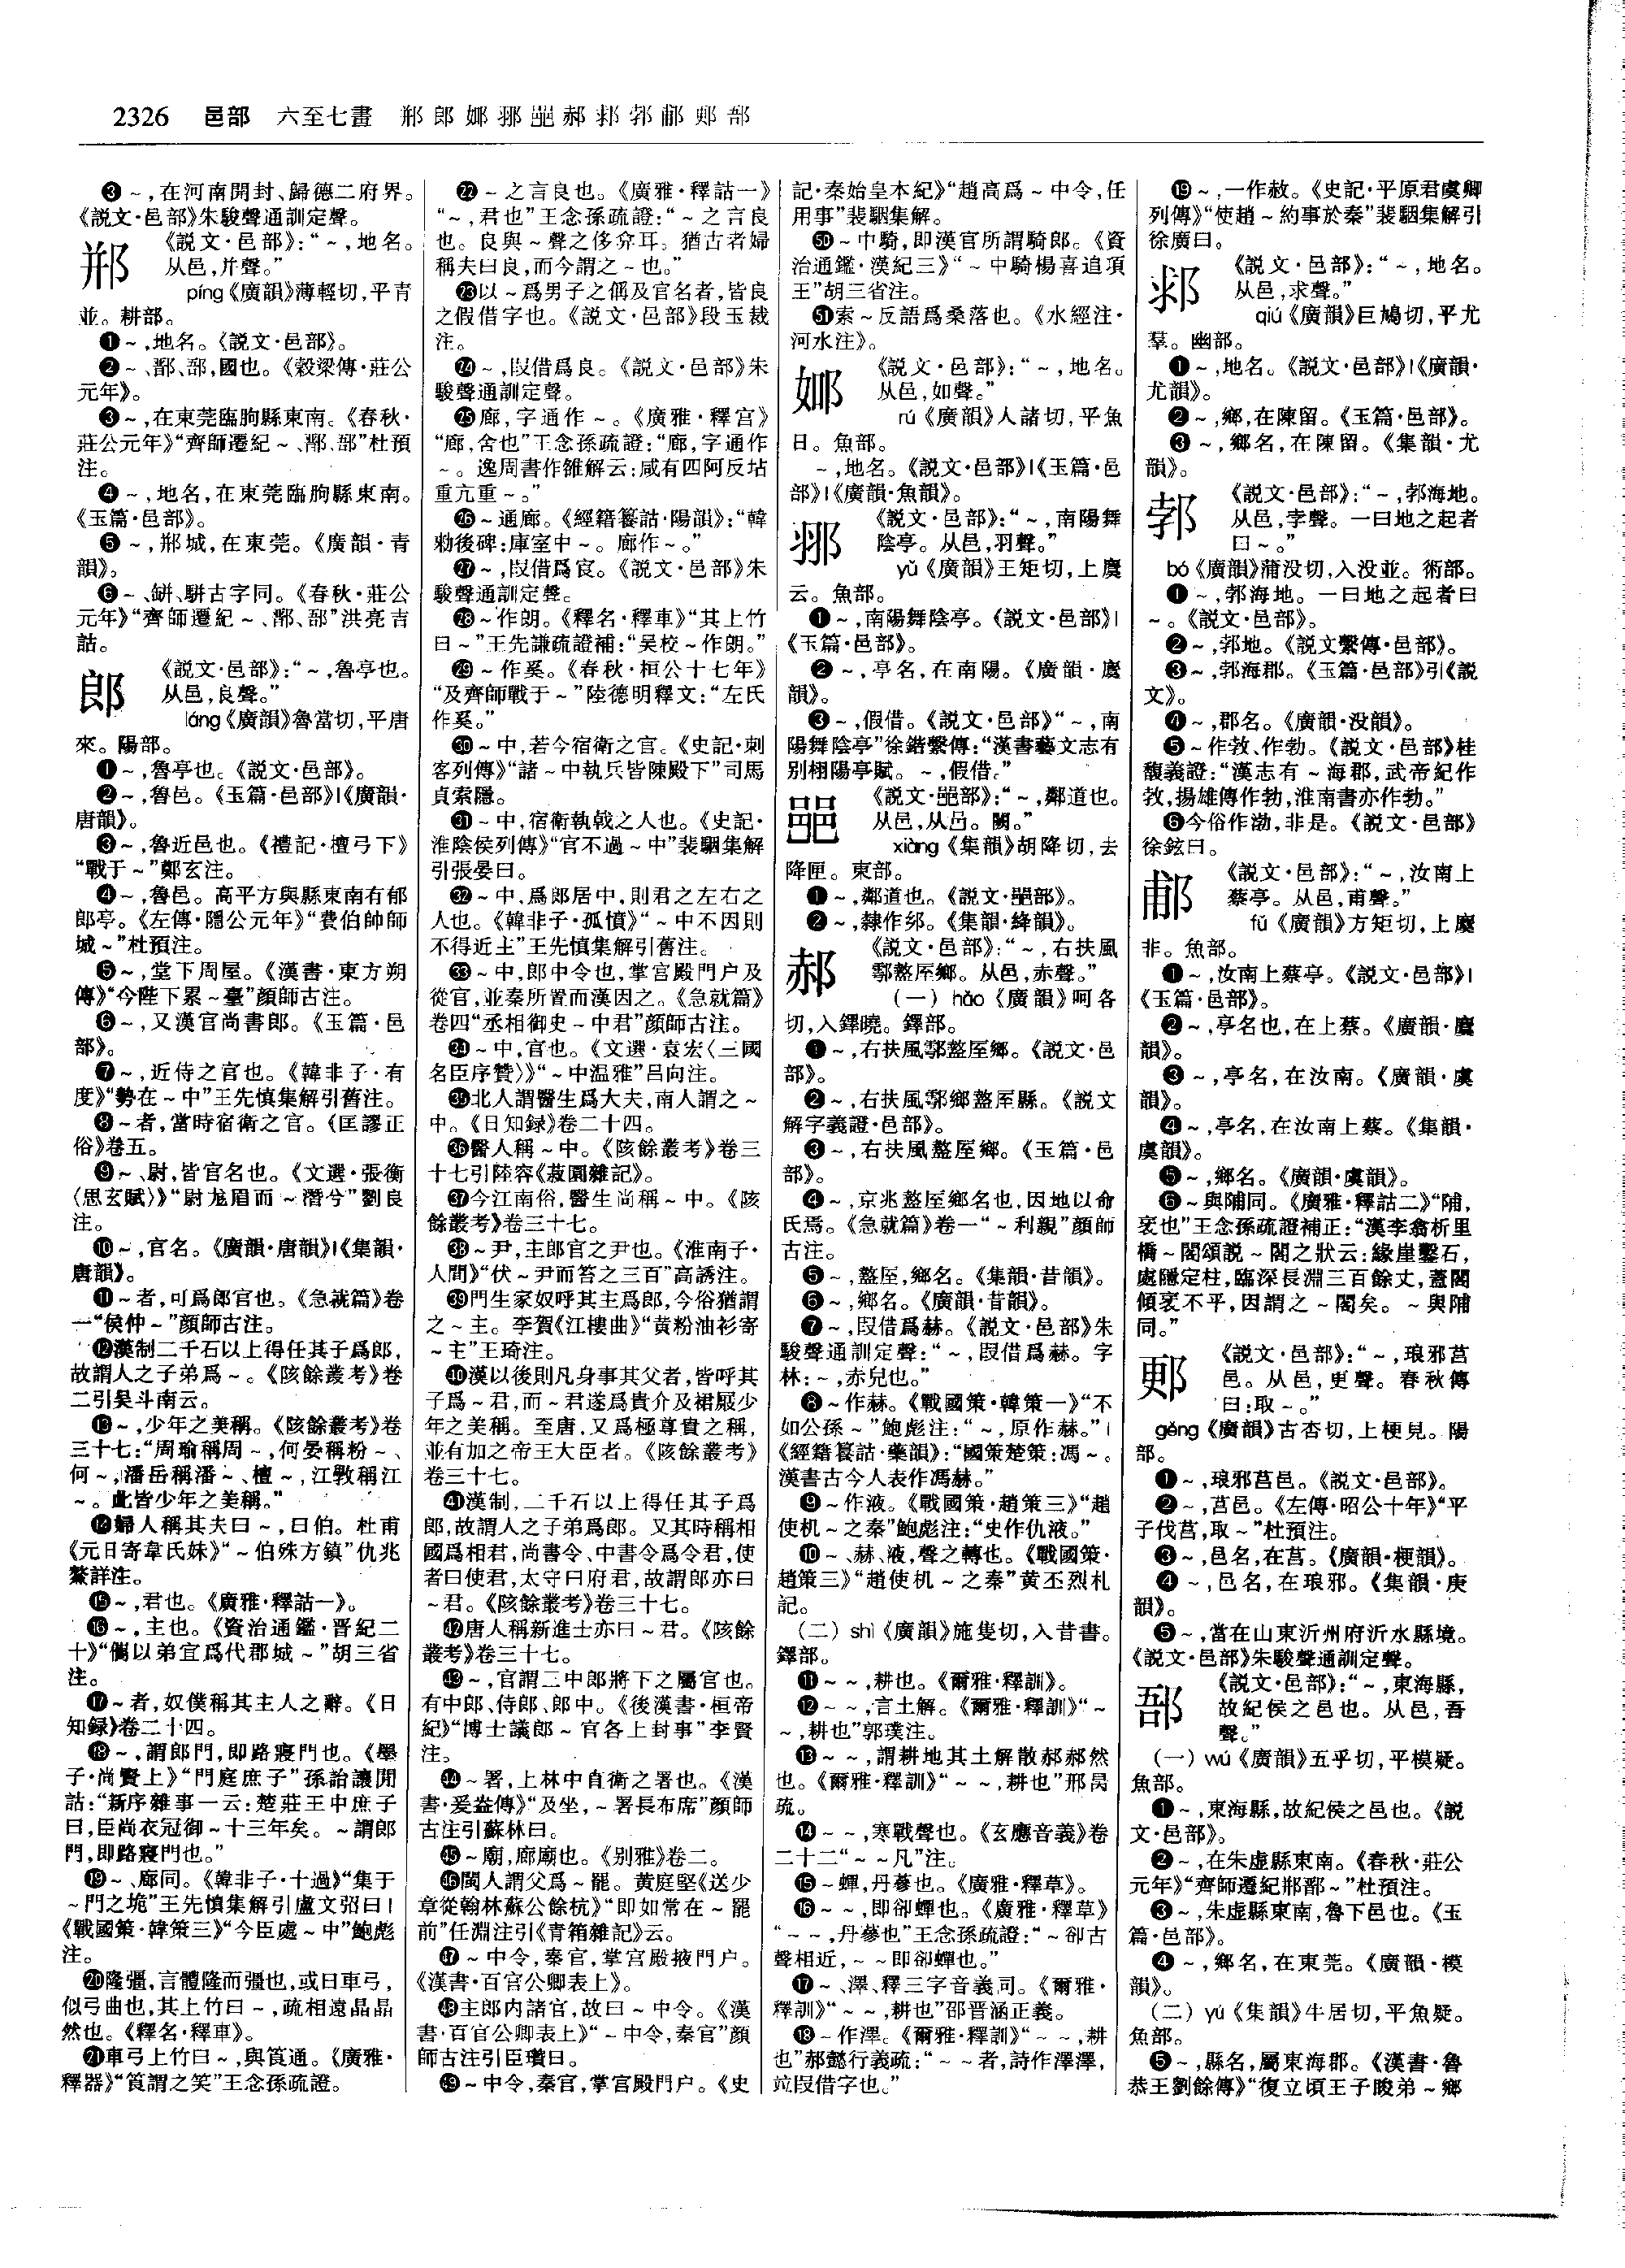 2326 邑部 六至七畫 郱郎䢵𨛭𨛜郝𨛨郣郙郠郚
❸～,在河南開封、歸德二府界。
《説文·邑部》朱駿聲通訓定聲。
郱
《説文·邑部》:“～,地名。
从邑,并聲。”
píng《廣韻》薄輕切,平青
並。耕部。
❶～,地名。《説文·邑部》。
❷～、鄑、郚,國也。《穀梁傳·莊公
元年》。
❸～,在東莞臨朐縣東南。《春秋·
莊公元年》“齊師遷紀～、鄑、郚”杜預
注。
❹～,地名,在東莞臨朐縣東南。
《玉篇·邑部》。
❺～,郱城,在東莞。《廣韻·青
韻》。
❻～、缾、駢古字同。《春秋·莊公
元年》“齊師遷紀～、鄑、郚”洪亮吉
詁。
郎
《説文·邑部》:“～,魯亭也。
从邑,良聲。”
láng《廣韻》魯當切,平唐
來。陽部。
❶～,魯亭也。《説文·邑部》。
❷～,魯邑。《玉篇·邑部》|《廣韻·
唐韻》。
❸～,魯近邑也。《禮記·檀弓下》
“戰于～”鄭玄注。
❹～,魯邑。高平方與縣東南有郁
郎亭。《左傳·隱公元年》“費伯帥師
城～”杜預注。
❺～,堂下周屋。《漢書·東方朔
傳》“今陛下累～臺”顔師古注。
❻～,又漢官尚書郎。《玉篇·邑
部》。
❼～,近侍之官也。《韓非子·有
度》“勢在～中”王先慎集解引舊注。
❽～者,當時宿衛之官。《匡謬正
俗》卷五。
❾～、尉,皆官名也。《文選·張衡
〈思玄賦〉》“尉尨眉而～潛兮”劉良
注。
❿～,官名。《廣韻·唐韻》|《集韻·
唐韻》。
⓫～者,可爲郎官也。《急就篇》卷
一“侯仲～”顔師古注。
⓬漢制二千石以上得任其子爲郎,
故謂人之子弟爲～。《陔餘叢考》卷
二引吴斗南云。
⓭～,少年之美稱。《陔餘叢考》卷
三十七:“周瑜稱周～,何晏稱粉～、
何～,潘岳稱潘～、檀～,江斅稱江
～。此皆少年之美稱。”
⓮婦人稱其夫曰～,曰伯。杜甫
《元日寄韋氏妹》“～伯殊方鎮”仇兆
鰲詳注。
⓯～,君也。《廣雅·釋詁一》。
⓰～,主也。《資治通鑑·晋紀二
十》“儁以弟宜爲代郡城～”胡三省
注。
⓱～者,奴僕稱其主人之辭。《日
知録》卷二十四。
⓲～,謂郎門,即路寢門也。《墨
子·尚賢上》“門庭庶子”孫詒讓閒
詁:“新序雜事一云:楚莊王中庶子
曰,臣尚衣冠御～十三年矣。～謂郎
門,即路寢門也。”
⓳～、廊同。《韓非子·十過》“集于
～門之垝”王先慎集解引盧文弨曰|
《戰國策·韓策三》“今臣處～中”鮑彪
注。
⓴隆彊,言體隆而彊也,或曰車弓,
似弓曲也,其上竹曰～,疏相遠晶晶
然也。《釋名·釋車》。
㉑車弓上竹曰～,與筤通。《廣雅·
釋器》“筤謂之笑”王念孫疏證。
㉒～之言良也。《廣雅·釋詁一》
“～,君也”王念孫疏證:“～之言良
也。良與～聲之侈弇耳。猶古者婦
稱夫曰良,而今謂之～也。”
㉓以～爲男子之偁及官名者,皆良
之假借字也。《説文·邑部》段玉裁
注。
㉔～,叚借爲良。《説文·邑部》朱
駿聲通訓定聲。
㉕廊,字通作～。《廣雅·釋宫》
“廊,舍也”王念孫疏證:“廊,字通作
～。逸周書作雒解云:咸有四阿反坫
重亢重～。”
㉖～通廊。《經籍籑詁·陽韻》:“韓
勑後碑:庫室中～。廊作～。”
㉗～,叚借爲㝗。《説文·邑部》朱
駿聲通訓定聲。
㉘～作朗。《釋名·釋車》“其上竹
曰～”王先謙疏證補:“吴校～作朗。”
㉙～作奚。《春秋·桓公十七年》
“及齊師戰于～”陸德明釋文:“左氏
作奚。”
㉚～中,若今宿衛之官。《史記·刺
客列傳》“諸～中執兵皆陳殿下”司馬
貞索隱。
㉛～中,宿衛執戟之人也。《史記·
淮陰侯列傳》“官不過～中”裴駰集解
引張晏曰。
㉜～中,爲郎居中,則君之左右之
人也。《韓非子·孤憤》“～中不因則
不得近主”王先慎集解引舊注。
㉝～中,郎中令也,掌官殿門户及
從官,並秦所置而漢因之。《急就篇》
卷四“丞相御史～中君”顔師古注。
㉞～中,官也。《文選·袁宏〈三國
名臣序贊〉》“～中温雅”吕向注。
㉟北人謂醫生爲大夫,南人謂之～
中。《日知録》卷二十四。
㊱醫人稱～中。《陔餘叢考》卷三
十七引陸容《菽園雜記》。
㊲今江南俗,醫生尚稱～中。《陔
餘叢考》卷三十七。
㊳～尹,主郎官之尹也。《淮南子·
人間》“伏～尹而笞之三百”高誘注。
㊴門生家奴呼其主爲郎,今俗猶謂
之～主。李賀《江樓曲》“黄粉油衫寄
～主”王琦注。
㊵漢以後則凡身事其父者,皆呼其
子爲～君,而～君遂爲貴介及裙屐少
年之美稱。至唐,又爲極尊貴之稱,
並有加之帝王大臣者。《陔餘叢考》
卷三十七。
㊶漢制,二千石以上得任其子爲
郎,故謂人之子弟爲郎。又其時稱相
國爲相君,尚書令、中書令爲令君,使
者曰使君,太守曰府君,故謂郎亦曰
～君。《陔餘叢考》卷三十七。
㊷唐人稱新進士亦曰～君。《陔餘
叢考》卷三十七。
㊸～,官謂三中郎將下之屬官也。
有中郎、侍郎、郎中。《後漢書·桓帝
紀》“博士議郎～官各上封事”李賢
注。
㊹～署,上林中直衛之署也。《漢
書·爰盎傳》“及坐,～署長布席”顔師
古注引蘇林曰。
㊺～廟,廊廟也。《别雅》卷二。
㊻閩人謂父爲～罷。黄庭堅《送少
章從翰林蘇公餘杭》“即如常在～罷
前”任淵注引《青箱雜記》云。
㊼～中令,秦官,掌宫殿掖門户。
《漢書·百官公卿表上》。
㊽主郎内諸官,故曰～中令。《漢
書·百官公卿表上》“～中令,秦官”顔
師古注引臣瓚曰。
㊾～中令,秦官,掌宫殿門户。《史
記·秦始皇本紀》“趙高爲～中令,任
用事”裴駰集解。
㊿～中騎,即漢官所謂騎郎。《資
治通鑑·漢紀三》“～中騎楊喜追項
王”胡三省注。
51索～反語爲桑落也。《水經注·
河水注》。
䢵
《説文·邑部》:“～,地名。
从邑,如聲。”
rú《廣韻》人諸切,平魚
日。魚部。
～,地名。《説文·邑部》|《玉篇·邑
部》|《廣韻·魚韻》。
𨛭
《説文·邑部》:“～,南陽舞
陰亭。从邑,羽聲。”
yǔ《廣韻》王矩切,上麌
云。魚部。
❶～,南陽舞陰亭。《説文·邑部》|
《玉篇·邑部》。
❷～,亭名,在南陽。《廣韻·麌
韻》。
❸～,假借。《説文·邑部》“～,南
陽舞陰亭”徐鍇繫傳:“漢書藝文志有
别栩陽亭賦。～,假借。”
𨛜
《説文·𨛜部》:“～,鄰道也。
从邑,从邑。闕。”
xiàng《集韻》胡降切,去
降匣。東部。
❶～,鄰道也。《説文·𨛜部》。
❷～,隸作䢽。《集韻·絳韻》。
郝
《説文·邑部》:“～,右扶風
鄠盩厔鄉。从邑,赤聲。”
(一) hǎo《廣韻》呵各
切,入鐸曉。鐸部。
❶～,右扶風鄠盩厔鄉。《説文·邑
部》。
❷～,右扶風鄠鄉盩厔縣。《説文
解字義證·邑部》。
❸～,右扶風盩厔鄉。《玉篇·邑
部》。
❹～,京兆盩厔鄉名也,因地以命
氏焉。《急就篇》卷一“～利親”顔師
古注。
❺～,盩厔,鄉名。《集韻·昔韻》。
❻～,鄉名。《廣韻·昔韻》。
❼～,叚借爲赫。《説文·邑部》朱
駿聲通訓定聲:“～,叚借爲赫。字
林:～,赤皃也。”
❽～作赫。《戰國策·韓策一》“不
如公孫～”鮑彪注:“～,原作赫。”|
《經籍籑詁·藥韻》:“國策楚策:馮～。
漢書古今人表作馮赫。”
❾～作液。《戰國策·趙策三》“趙
使机～之秦”鮑彪注:“史作仇液。”
❿～、赫、液,聲之轉也。《戰國策·
趙策三》“趙使机～之秦”黄丕烈札
記。
(二) shì《廣韻》施隻切,入昔書。
鐸部。
⓫～～,耕也。《爾雅·釋訓》。
⓬～～,言土解。《爾雅·釋訓》“～
～,耕也”郭璞注。
⓭～～,謂耕地其土解散郝郝然
也。《爾雅·釋訓》“～～,耕也”邢昺
疏。
⓮～～,寒戰聲也。《玄應音義》卷
二十二“～～凡”注。
⓯～蟬,丹蔘也。《廣雅·釋草》。
⓰～～,即卻蟬也。《廣雅·釋草》
“～～,丹蔘也”王念孫疏證:“～卻古
聲相近,～～即卻蟬也。”
⓱～、澤、釋三字音義同。《爾雅·
釋訓》“～～,耕也”邵晋涵正義。
⓲～作澤。《爾雅·釋訓》“～～,耕
也”郝懿行義疏:“～～者,詩作澤澤,
竝叚借字也。”
⓳～,一作赦。《史記·平原君虞卿
列傳》“使趙～約事於秦”裴駰集解引
徐廣曰。
𨛨
《説文·邑部》:“～,地名。
从邑,求聲。”
qiú《廣韻》巨鳩切,平尤
羣。幽部。
❶～,地名。《説文·邑部》|《廣韻·
尤韻》。
❷～,鄉,在陳留。《玉篇·邑部》。
❸～,鄉名,在陳留。《集韻·尤
韻》。
郣
《説文·邑部》:“～,郣海地。
从邑,孛聲。一曰地之起者
曰～。”
bó《廣韻》蒲没切,入没並。術部。
❶～,郣海地。一曰地之起者曰
～。《説文·邑部》。
❷～,郣地。《説文繫傳·邑部》。
❸～,郣海郡。《玉篇·邑部》引《説
文》。
❹～,郡名。《廣韻·没韻》。
❺～作敦、作勃。《説文·邑部》桂
馥義證:“漢志有～海郡,武帝紀作
敦,揚雄傳作勃,淮南書亦作勃。”
❻今俗作渤,非是。《説文·邑部》
徐鉉曰。
郙
《説文·邑部》:“～,汝南上
蔡亭。从邑,甫聲。”
fǔ《廣韻》方矩切,上麌
非。魚部。
❶～,汝南上蔡亭。《説文·邑部》|
《玉篇·邑部》。
❷～,亭名也,在上蔡。《廣韻·麌
韻》。
❸～,亭名,在汝南。《廣韻·虞
韻》。
❹～,亭名,在汝南上蔡。《集韻·
虞韻》。
❺～,鄉名。《廣韻·虞韻》。
❻～與陠同。《廣雅·釋詁二》“陠,
衺也”王念孫疏證補正:“漢李翕析里
橋～閣頌説～閣之狀云:緣崖鑿石,
處隱定柱,臨深長淵三百餘丈,蓋閣
傾衺不平,因謂之～閣矣。～與陠
同。”
郠
《説文·邑部》:“～,琅邪莒
邑。从邑,更聲。春秋傳
曰:取～。”
gěng《廣韻》古杏切,上梗見。陽
部。
❶～,琅邪莒邑。《説文·邑部》。
❷～,莒邑。《左傳·昭公十年》“平
子伐莒,取～”杜預注。
❸～,邑名,在莒。《廣韻·梗韻》。
❹～,邑名,在琅邪。《集韻·庚
韻》。
❺～,當在山東沂州府沂水縣境。
《説文·邑部》朱駿聲通訓定聲。
郚
《説文·邑部》:“～,東海縣,
故紀侯之邑也。从邑,吾
聲。”
(一) wú《廣韻》五乎切,平模疑。
魚部。
❶～,東海縣,故紀侯之邑也。《説
文·邑部》。
❷～,在朱虚縣東南。《春秋·莊公
元年》“齊師遷紀郱鄑～”杜預注。
❸～,朱虚縣東南,魯下邑也。《玉
篇·邑部》。
❹～,鄉名,在東莞。《廣韻·模
韻》。
(二) yú《集韻》牛居切,平魚疑。
魚部。
❺～,縣名,屬東海郡。《漢書·魯
恭王劉餘傳》“復立頃王子晙弟～鄉